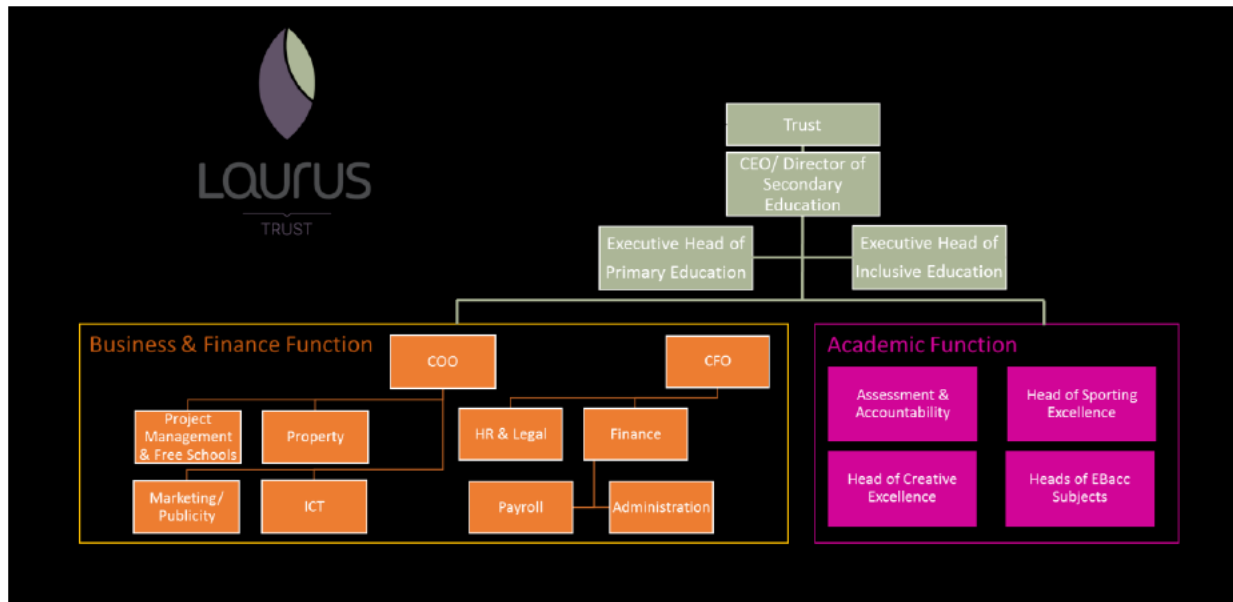 Laurus
TRUST
Trust
CEO/ Director of
Secondary
Education
Executive Head of
Primary Education
Executive Head of
Inclusive Education
Business & Finance Function
COO
CFO
Project
Management
& Free Schools
Property
HR & Legal
Finance
Marketing/
Publicity
ICT
Payroll
Administration
Academic Function
Assessment &
Accountability
Head of Sporting
Excellence
Head of Creative
Excellence
Heads of EBacc
Subjects